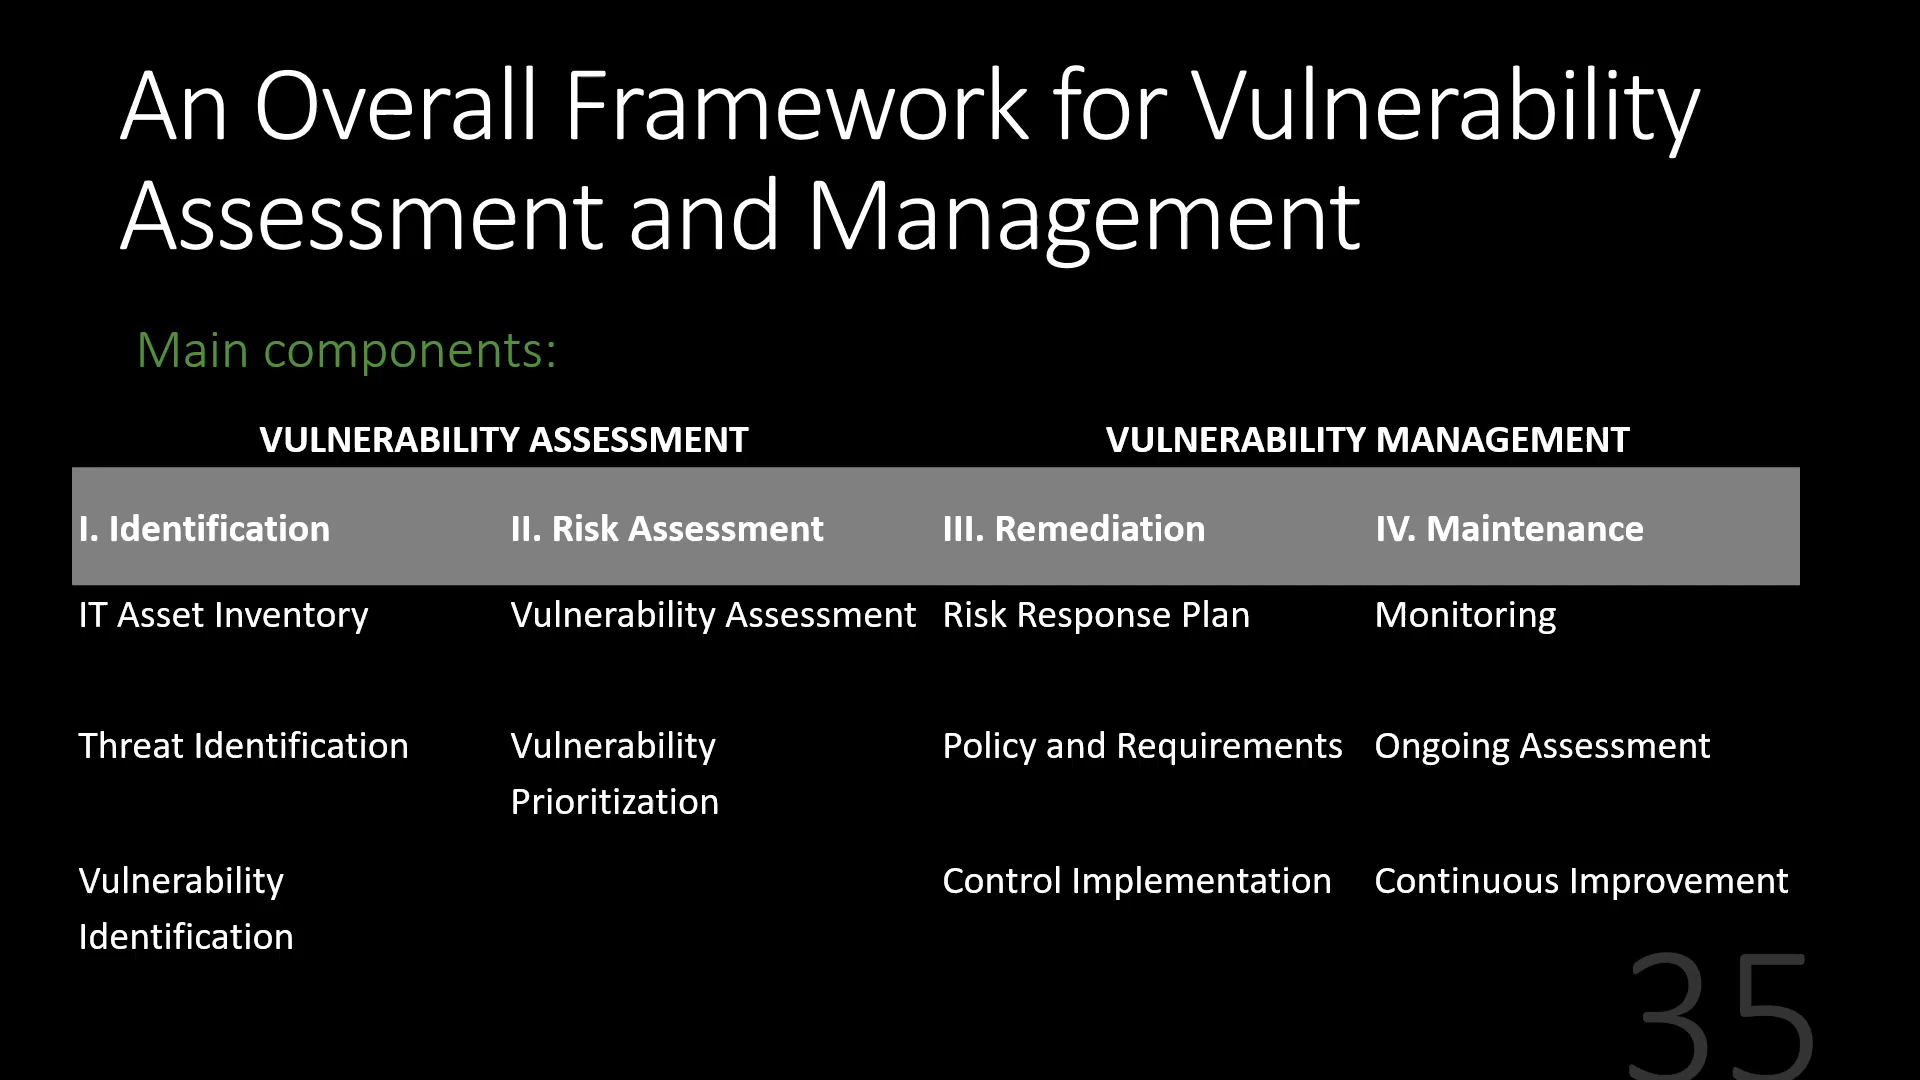 An Overall Framework for Vulnerability
Assessment and Management
Main components:
VULNERABILITY ASSESSMENT VULNERABILITY MANAGEMENT
I. Identification II. Risk Assessment III. Remediation IV. Maintenance
IT Asset Inventory Vulnerability Assessment Risk Response Plan Monitoring
Threat Identification Vulnerability Policy and Requirements Ongoing Assessment
Prioritization
Vulnerability Control Implementation Continuous Improvement
Identification
35